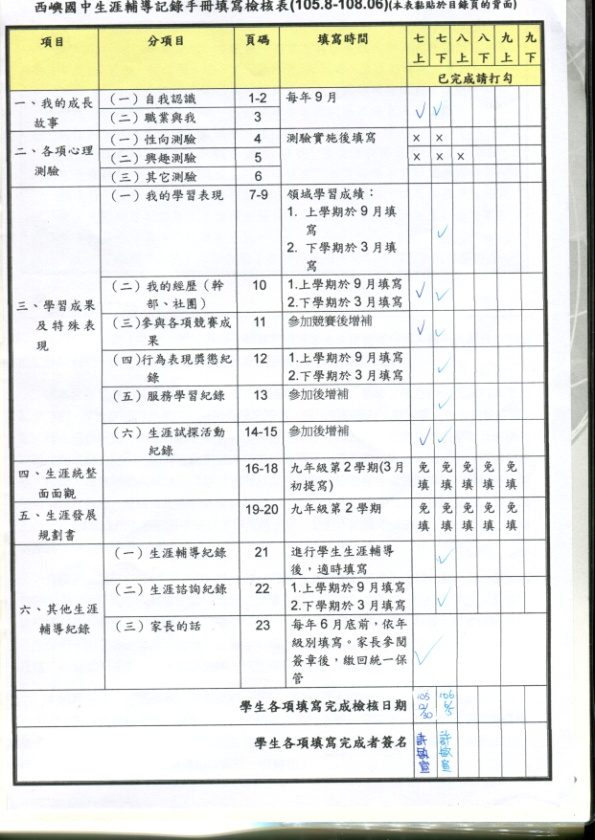 西嶼國中生涯輔導記錄手冊填寫檢核表(105.8-108.06)(本表黏貼於目錄頁的背面)
項目 分項目 頁碼 填寫時間 七上 七下 八上 八下 九上 九下
已完成請打勾
一、我的成長故事 (一)自我認識 1-2 每年9月 ✓ ✓
(二)職業與我 3
二、各項心理測驗 (一)性向測驗 4 測驗實施後填寫 × ×
(二)興趣測驗 5 × × ×
(三)其它測驗 6
三、學習成果及特殊表現 (一)我的學習表現 7-9 領域學習成績：
1. 上學期於9月填寫
2. 下學期於3月填寫 ✓
(二)我的經歷(幹部、社團) 10 1.上學期於9月填寫 ✓ ✓
2.下學期於3月填寫
(三)參與各項競賽成果 11 參加競賽後增補 ✓ ✓
(四)行為表現獎懲紀錄 12 1.上學期於9月填寫 ✓
2.下學期於3月填寫
(五)服務學習紀錄 13 參加後增補 ✓
(六)生涯試探活動紀錄 14-15 參加後增補 ✓ ✓
四、生涯統整面面觀 16-18 九年級第2學期(3月初提寫) 免填 免填 免填 免填 免填
五、生涯發展規劃書 19-20 九年級第2學期 免填 免填 免填 免填 免填
六、其他生涯輔導紀錄 (一)生涯輔導紀錄 21 進行學生生涯輔導後，適時填寫 ✓
(二)生涯諮詢紀錄 22 1.上學期於9月填寫 ✓
2.下學期於3月填寫
(三)家長的話 23 每年6月底前，依年級別填寫。家長參閱簽章後，繳回統一保管 ✓
學生各項填寫完成檢核日期 105 106
學生各項填寫完成者簽名